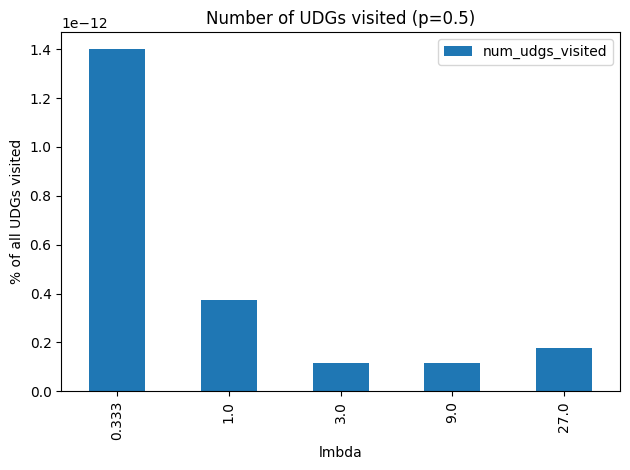 Number of UDGs visited (p=0.5)
1e−12
num_udgs_visited
% of all UDGs visited
1.4
1.2
1.0
0.8
0.6
0.4
0.2
0.0
0.333
1.0
3.0
9.0
27.0
lmbda